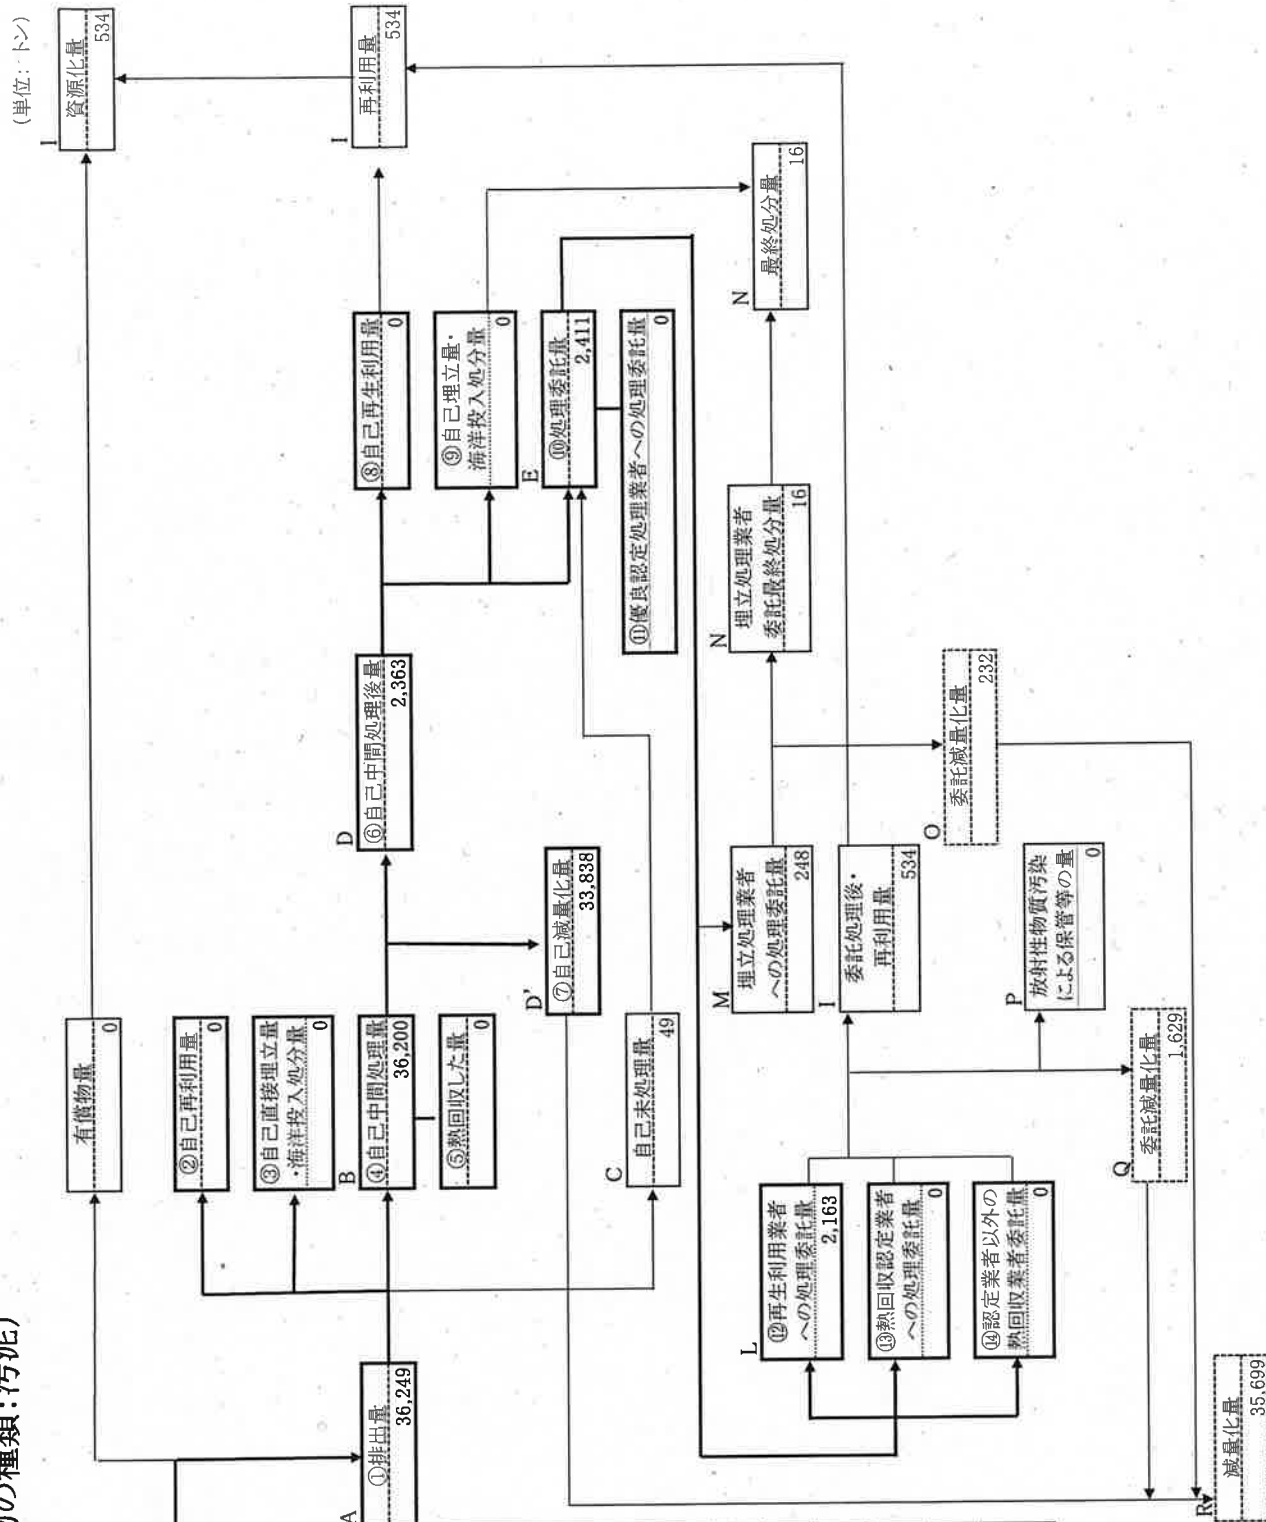 の種類:汚泥)
(単位:トン)
有償物量
0
I
資源化量
534
②自己再利用量
0
③自己直接埋立量
・海洋投入処分量
0
A
①排出量
36,249
B
④自己中間処理量
36,200
⑤熱回収した量
0
C
自己未処理量
49
D
⑥自己中間処理後量
2,363
D'
⑦自己減量化量
33,838
⑧自己再生利用量
0
⑨自己埋立量・
海洋投入処分量
0
E
⑩処理委託量
2,411
⑪優良認定処理業者への処理委託量
0
I
再利用量
534
L
⑫再生利用業者
への処理委託量
2,163
⑬熱回収認定業者
への処理委託量
0
⑭認定業者以外の
熱回収業者委託量
0
M
埋立処理業者
への処理委託量
248
I
委託処理後・
再利用量
534
N
埋立処理業者
委託最終処分量
16
N
最終処分量
16
O
委託減量化量
232
P
放射性物質汚染
による保管等の量
0
Q
委託減量化量
1,629
R
減量化量
35,699